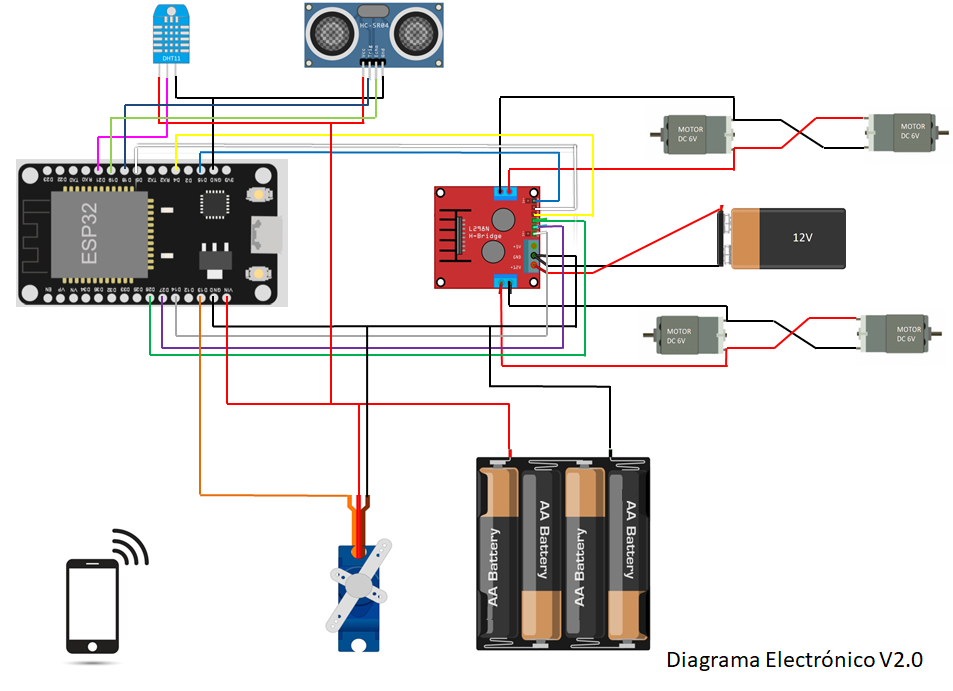 DHT11
HC-SR04
Vcc
Trig
Echo
Gnd
MOTOR
DC 6V
MOTOR
DC 6V
D23 D22 TXD RXD D21 D19 D18 D5 TX2 RX2 D4 D2 D15 GND 3V3
ESP32
EN VP VN D34 D35 D32 D33 D25 D26 D27 D14 D12 D13 GND VIN
L298N
H-Bridge
+5
GND
+12V
12V
MOTOR
DC 6V
MOTOR
DC 6V
AA Battery
AA Battery
AA Battery
AA Battery
Diagrama Electrónico V2.0